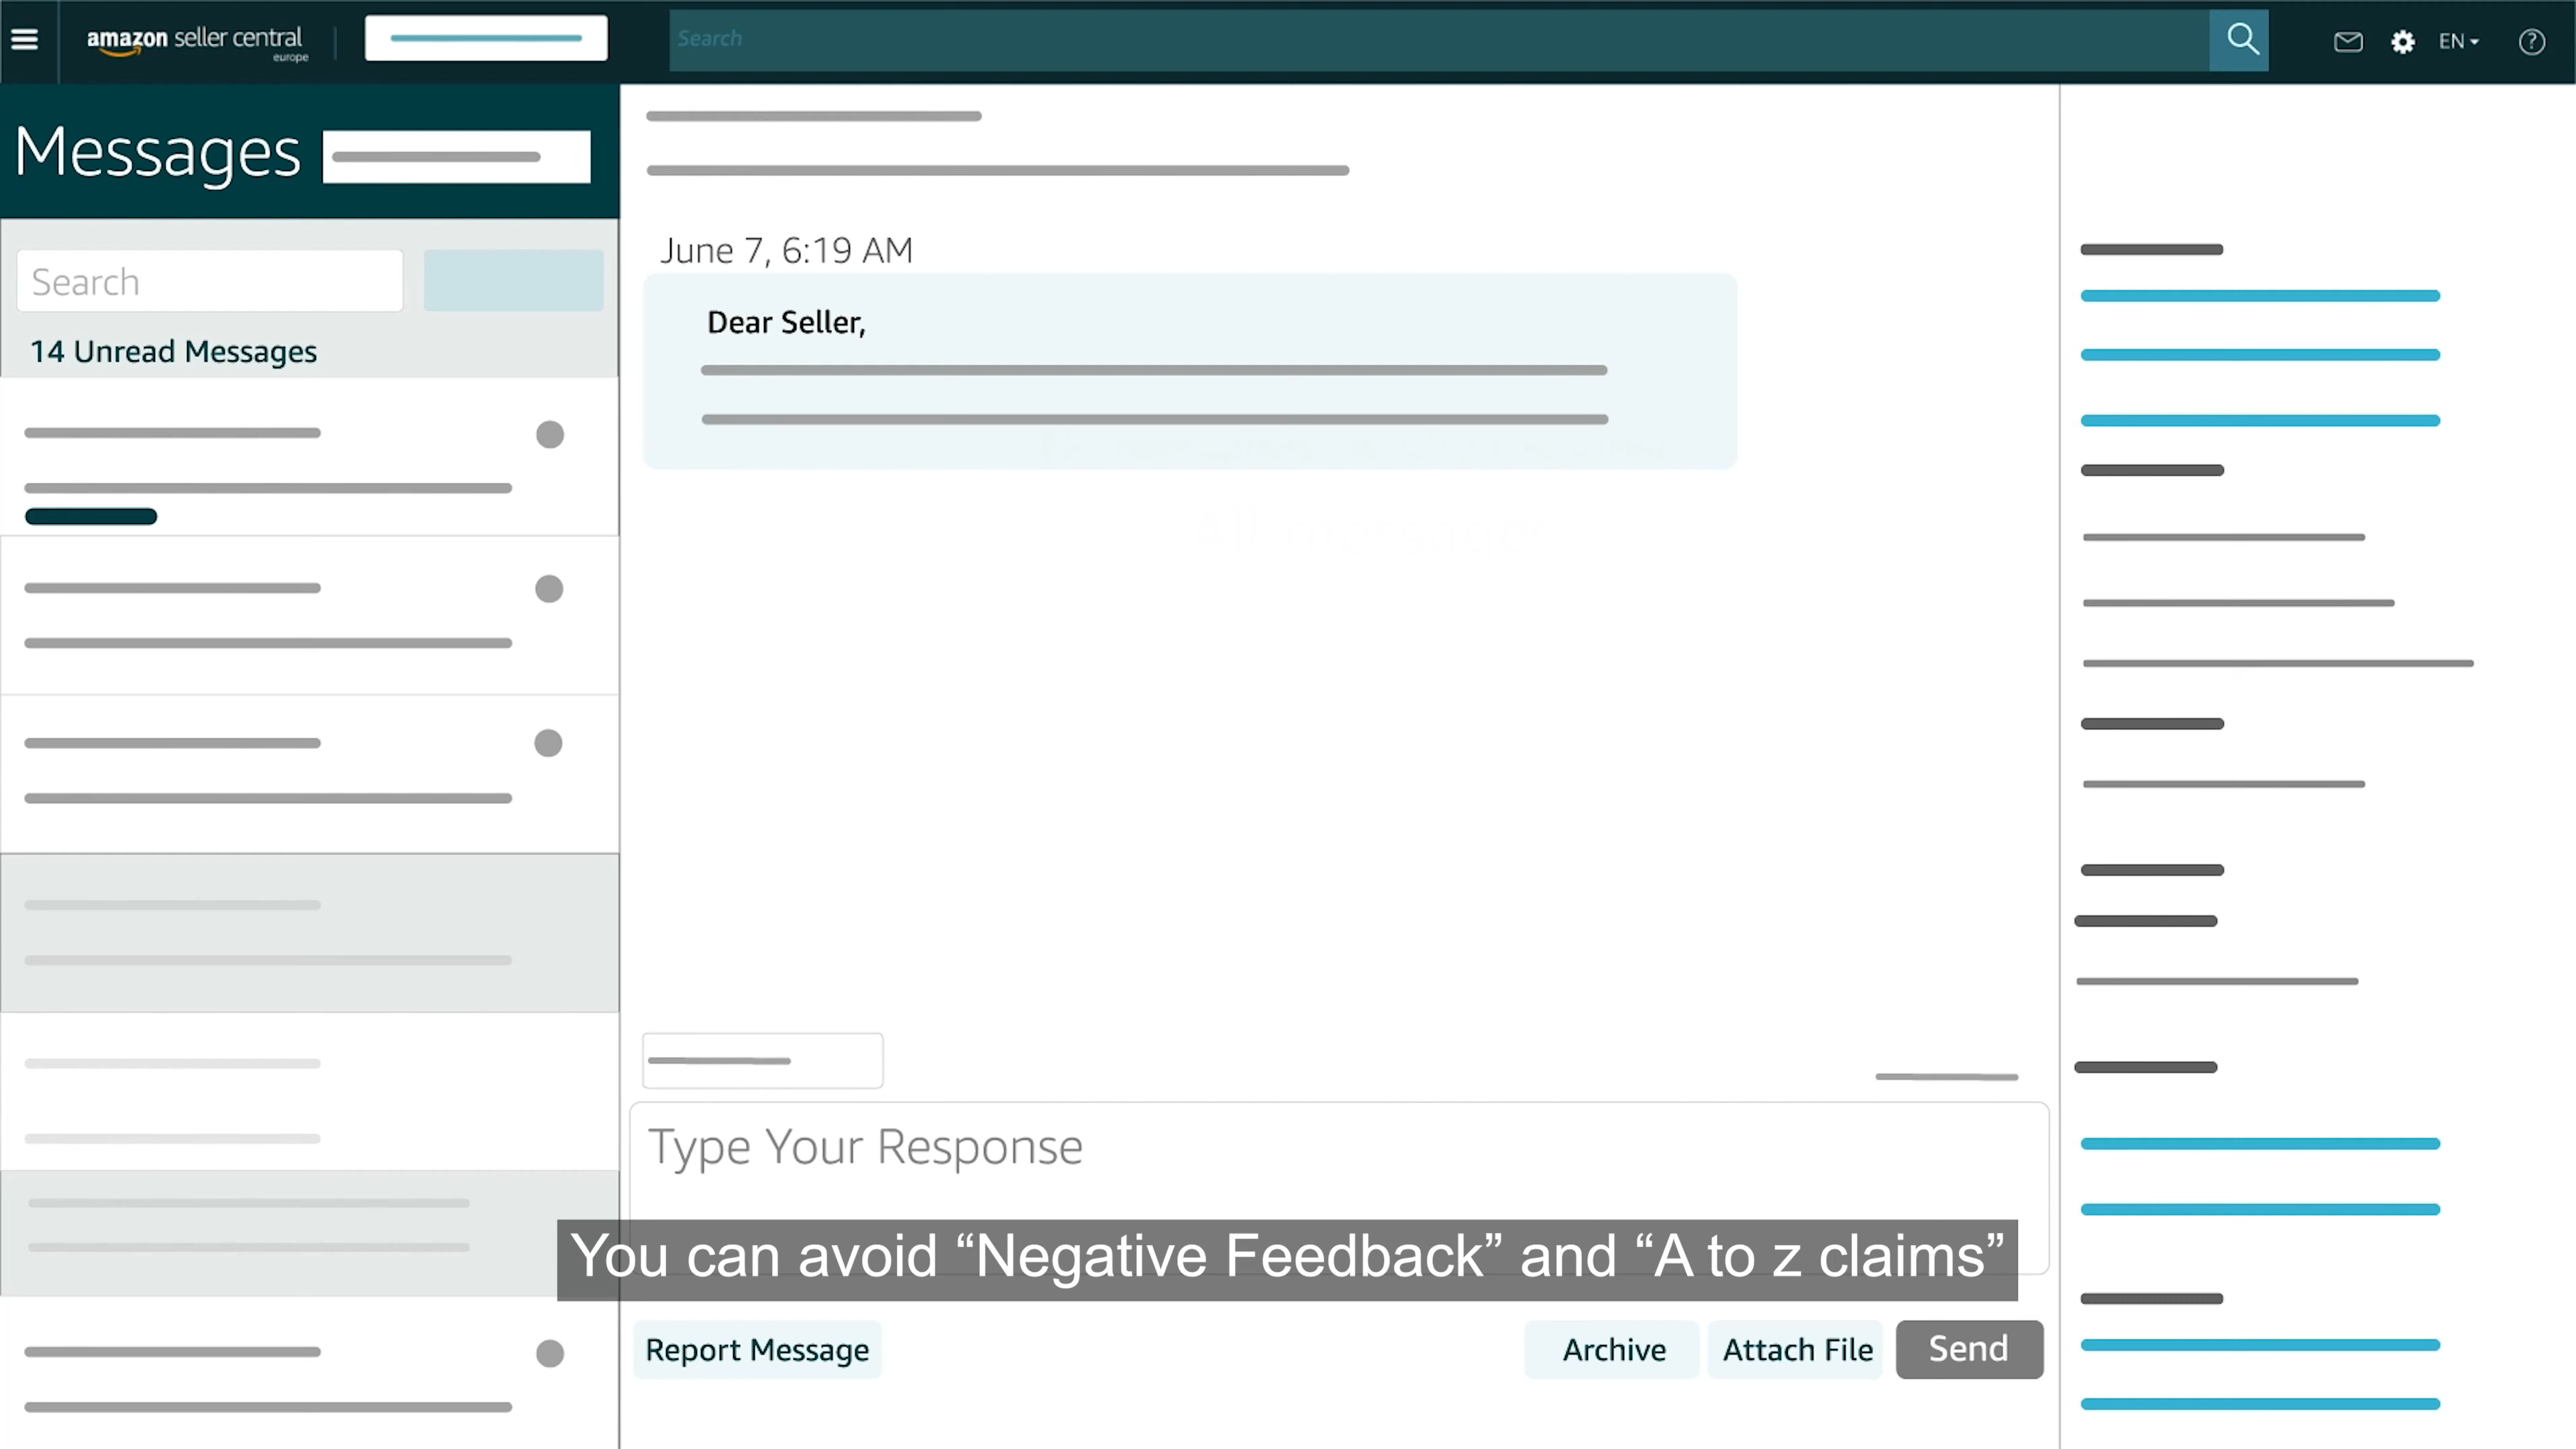 amazon seller central
europe
Search
EN
Messages
Search
14 Unread Messages
June 7, 6:19 AM
Dear Seller,
Type Your Response
You can avoid “Negative Feedback” and “A to z claims”
Report Message
Archive
Attach File
Send